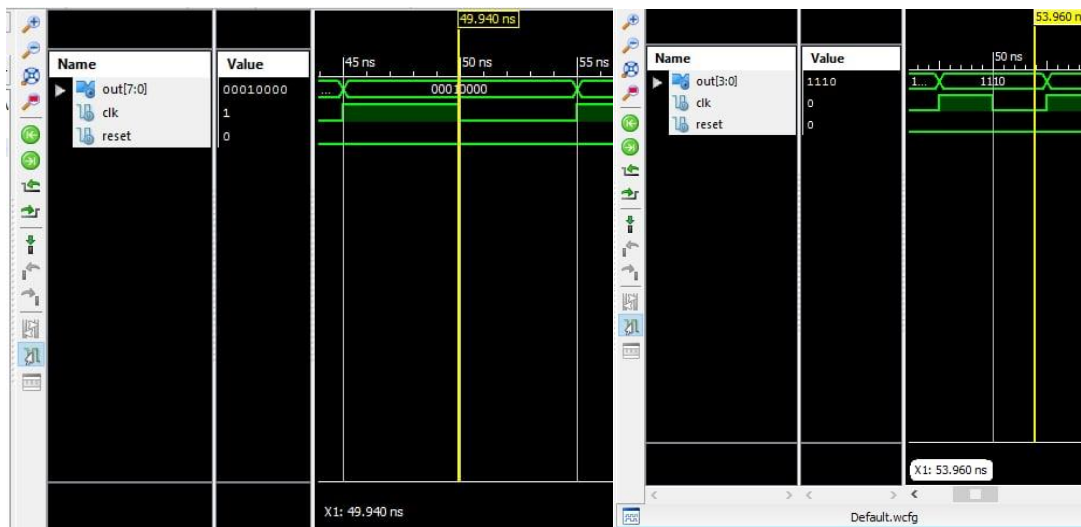 49.940 ns
Name
Value
45 ns
50 ns
55 ns
out[7:0]
00010000
...
00010000
clk
1
reset
0
X1: 49.940 ns
53.960 n
Name
Value
50 ns
out[3:0]
1110
1...
1110
clk
0
reset
0
X1: 53.960 ns
Default.wcfg